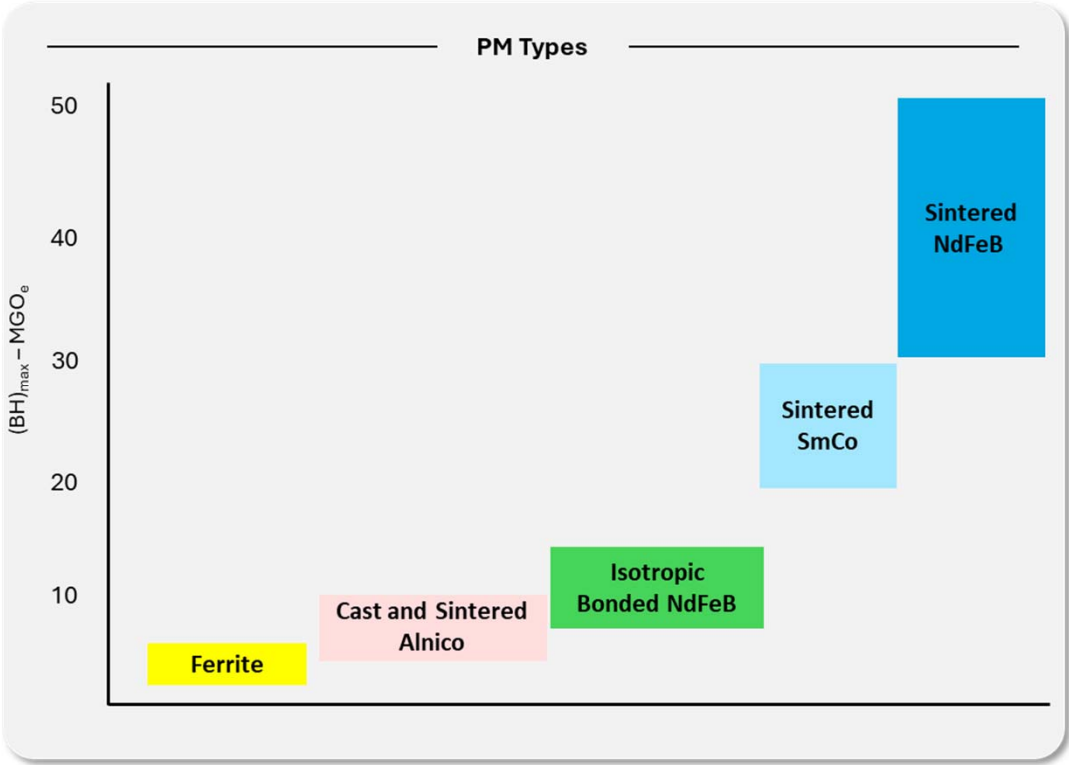 PM Types
50
40
30
20
10
(BH)max – MGOe
Sintered
NdFeB
Sintered
SmCo
Isotropic
Bonded NdFeB
Cast and Sintered
Alnico
Ferrite